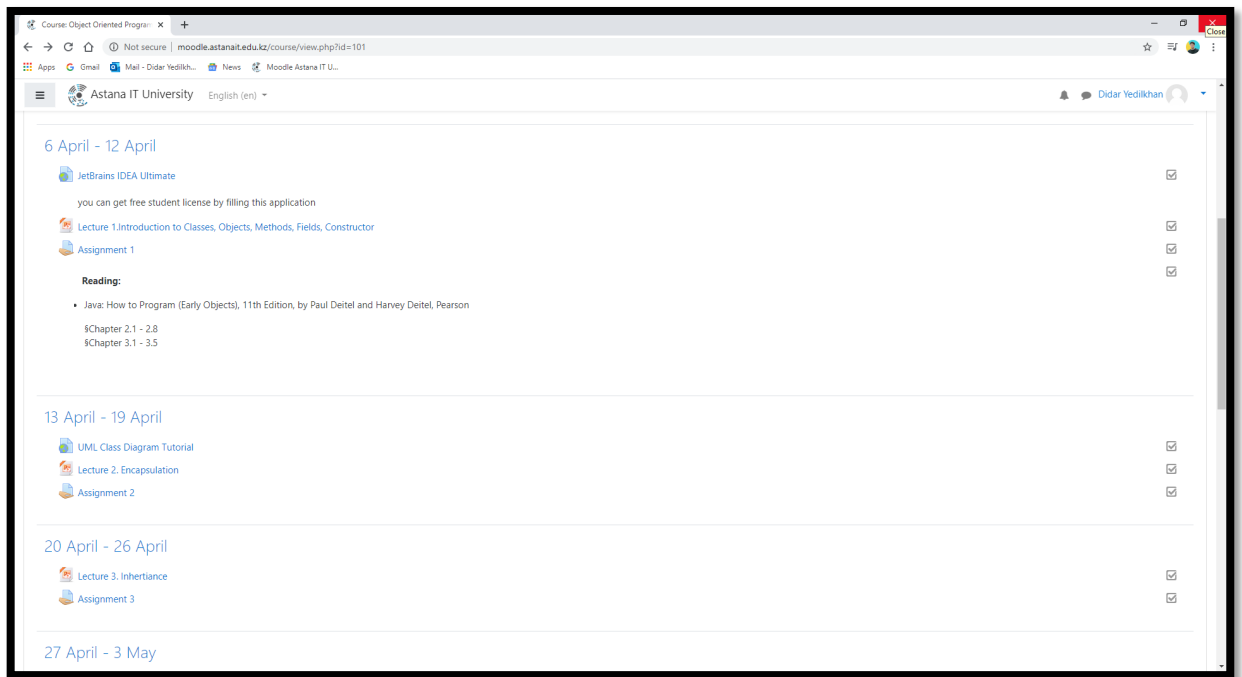 Course: Object Oriented Program
Close
Not secure | moodle.astanait.edu.kz/course/view.php?id=101
Apps Gmail Mail - Didar Yedilkh... News Moodle Astana IT U...
Astana IT University English (en) Didar Yedilkhan
6 April - 12 April
JetBrains IDEA Ultimate
you can get free student license by filling this application
Lecture 1.Introduction to Classes, Objects, Methods, Fields, Constructor
Assignment 1
Reading:
• Java: How to Program (Early Objects), 11th Edition, by Paul Deitel and Harvey Deitel, Pearson
§Chapter 2.1 - 2.8
§Chapter 3.1 - 3.5
13 April - 19 April
UML Class Diagram Tutorial
Lecture 2. Encapsulation
Assignment 2
20 April - 26 April
Lecture 3. Inhertiance
Assignment 3
27 April - 3 May